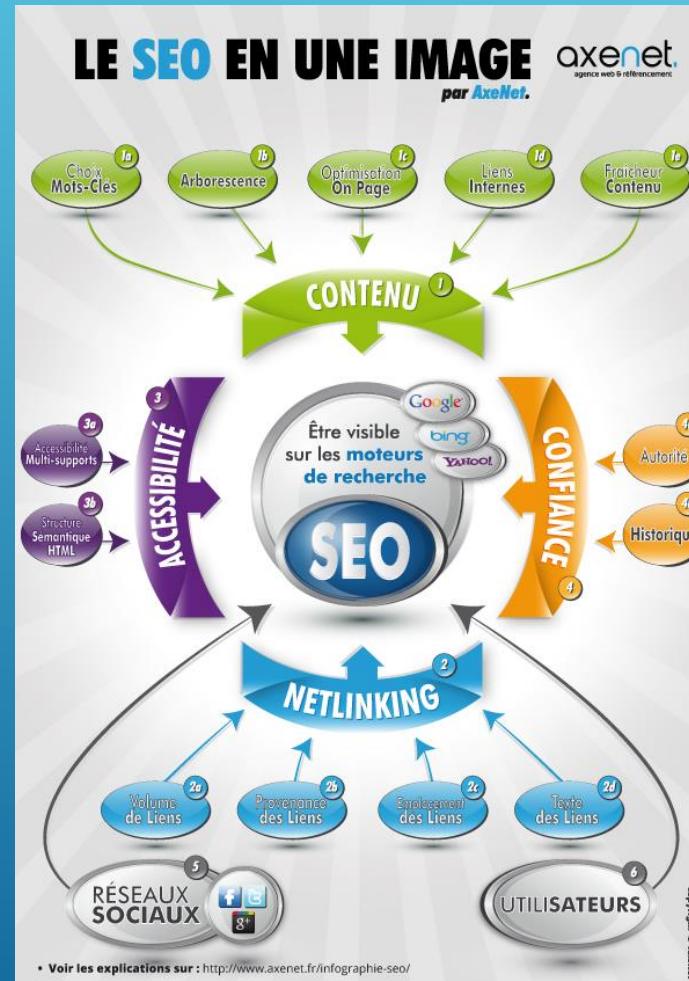 LE SEO EN UNE IMAGE
par AxeNet.
axenet.
agence web & référencement
1a
Choix
Mots-Clés
1b
Arborescence
1c
Optimisation
On Page
1d
Liens
Internes
1e
Fraîcheur
Contenu
CONTENU 1
3
ACCESSIBILITÉ
3a
Accessibilité
Multi-supports
3b
Structure
Sémantique
HTML
Être visible
sur les moteurs
de recherche
Google
bing
YAHOO!
SEO
CONFIANCE
4
Autorité
Historiqu
2
NETLINKING
2a
Volume
de Liens
2b
Provenance
des Liens
2c
Emplacement
des Liens
2d
Texte
des Liens
5
RÉSEAUX
SOCIAUX
f
t
g+
6
UTILISATEURS
• Voir les explications sur : http://www.axenet.fr/infographie-seo/